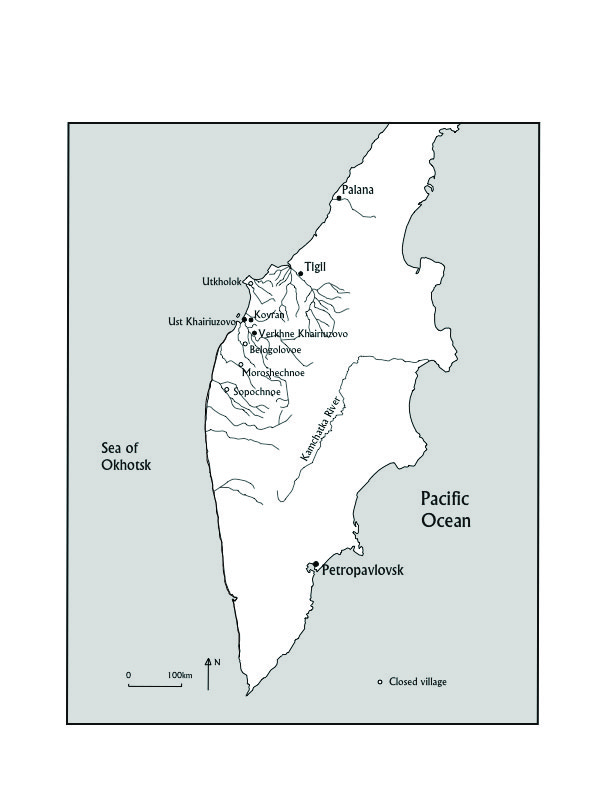 Palana
TIgIl
Utkholok
Kovran
Ust Khairiuzovo
Verkhne Khairiuzovo
Belogolovoe
Moroshechnoe
Sopochnoe
Kamchatka River
Sea of
Okhotsk
Pacific
Ocean
Petropavlovsk
N
0 100km
Closed village